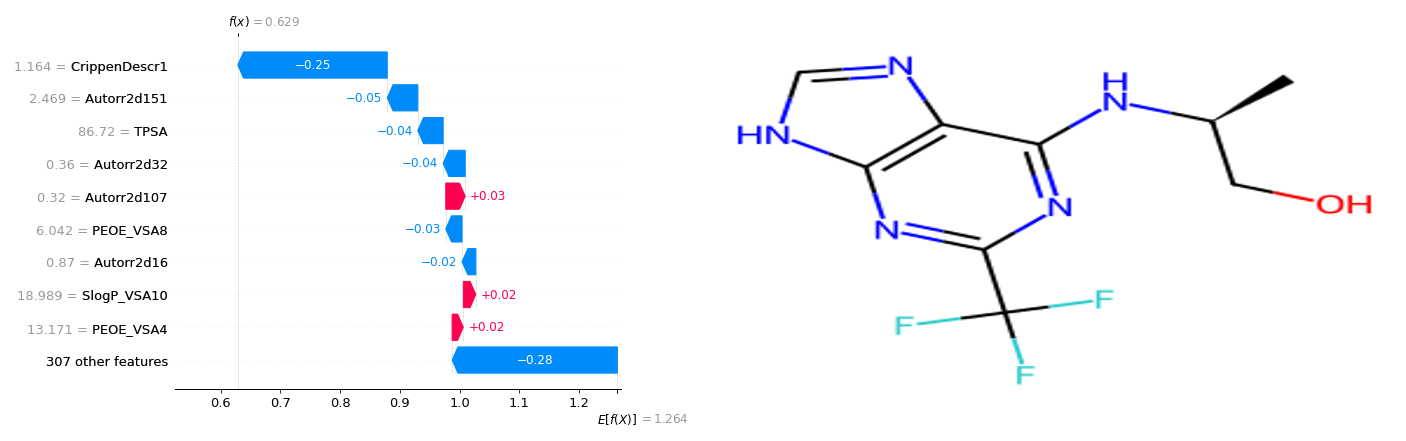 f(x) = 0.629
1.164 = CrippenDescr1
−0.25
2.469 = Autorr2d151
−0.05
86.72 = TPSA
−0.04
0.36 = Autorr2d32
−0.04
0.32 = Autorr2d107
+0.03
6.042 = PEOE_VSA8
−0.03
0.87 = Autorr2d16
−0.02
18.989 = SlogP_VSA10
+0.02
13.171 = PEOE_VSA4
+0.02
307 other features
−0.28
0.6 0.7 0.8 0.9 1.0 1.1 1.2
E[f(X)] = 1.264
N
H
N
HN
N
OH
N
F
F
F